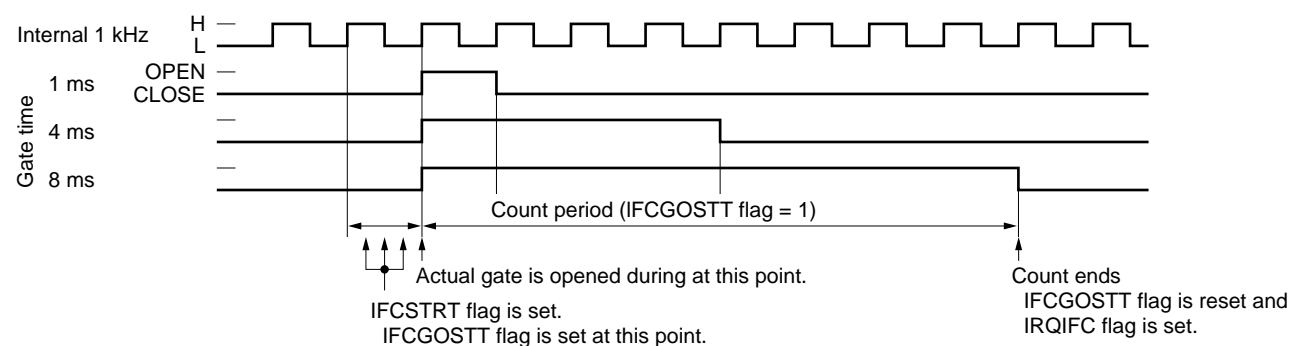 Internal 1 kHz
H
L
OPEN
CLOSE
Gate time
1 ms
4 ms
8 ms
Count period (IFCGOSTT flag = 1)
Actual gate is opened during at this point.
IFCSTRT flag is set.
IFCGOSTT flag is set at this point.
Count ends
IFCGOSTT flag is reset and
IRQIFC flag is set.